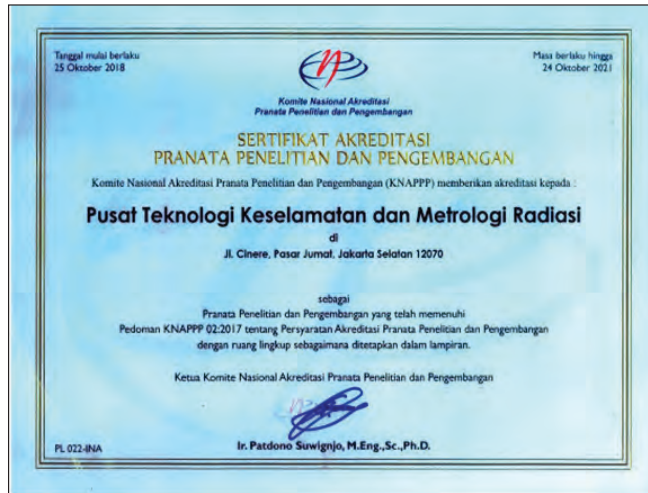 Tanggal mulai berlaku
25 Oktober 2018
Masa berlaku hingga
24 Oktober 2021
Komite Nasional Akreditasi
Pranata Penelitian dan Pengembangan
SERTIFIKAT AKREDITASI
PRANATA PENELITIAN DAN PENGEMBANGAN
Komite Nasional Akreditasi Pranata Penelitian dan Pengembangan (KNAPPP) memberikan akreditasi kepada :
Pusat Teknologi Keselamatan dan Metrologi Radiasi
di
Jl. Cinere, Pasar Jumat, Jakarta Selatan 12070
sebagai
Pranata Penelitian dan Pengembangan yang telah memenuhi
Pedoman KNAPPP 02:2017 tentang Persyaratan Akreditasi Pranata Penelitian dan Pengembangan
dengan ruang lingkup sebagaimana ditetapkan dalam lampiran.
Ketua Komite Nasional Akreditasi Pranata Penelitian dan Pengembangan
Ir. Patdono Suwignjo, M.Eng.,Sc.,Ph.D.
PL 022-INA